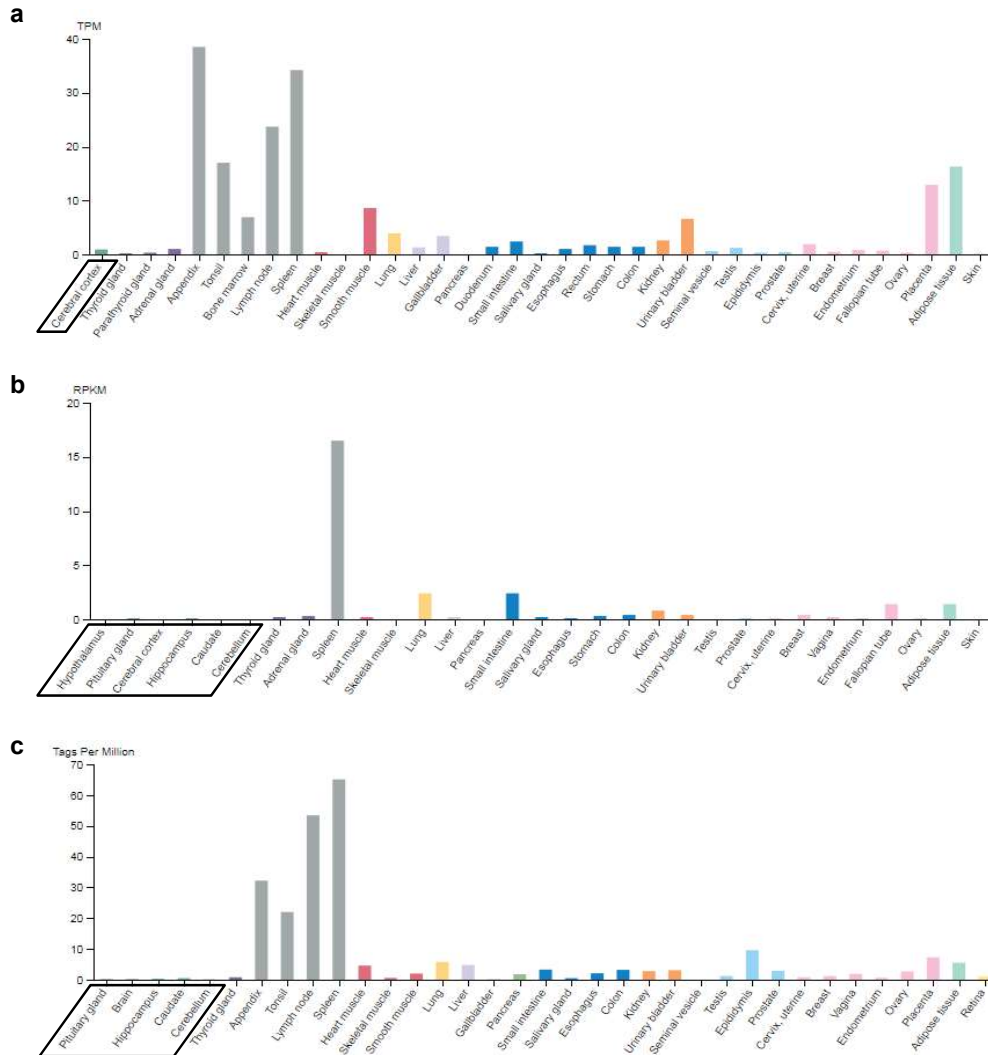 a
TPM
40
30
20
10
0
Cerebral cortex
Thyroid gland
Parathyroid gland
Adrenal gland
Appendix
Tonsil
Bone marrow
Lymph node
Spleen
Heart muscle
Skeletal muscle
Smooth muscle
Lung
Liver
Gallbladder
Pancreas
Duodenum
Small intestine
Salivary gland
Esophagus
Rectum
Stomach
Colon
Kidney
Urinary bladder
Seminal vesicle
Testis
Epididymis
Prostate
Cervix, uterine
Breast
Endometrium
Fallopian tube
Ovary
Placenta
Adipose tissue
Skin
b
RPKM
20
15
10
5
0
Hypothalamus
Pituitary gland
Cerebral cortex
Hippocampus
Caudate
Cerebellum
Thyroid gland
Adrenal gland
Spleen
Heart muscle
Skeletal muscle
Lung
Liver
Pancreas
Small intestine
Salivary gland
Esophagus
Stomach
Colon
Kidney
Urinary bladder
Testis
Prostate
Cervix, uterine
Breast
Vagina
Endometrium
Fallopian tube
Ovary
Adipose tissue
Skin
c
Tags Per Million
70
60
50
40
30
20
10
0
Pituitary gland
Brain
Hippocampus
Caudate
Cerebellum
Thyroid gland
Appendix
Tonsil
Lymph node
Spleen
Heart muscle
Skeletal muscle
Smooth muscle
Lung
Liver
Gallbladder
Pancreas
Small intestine
Salivary gland
Esophagus
Colon
Kidney
Urinary bladder
Seminal vesicle
Testis
Epididymis
Prostate
Cervix, uterine
Breast
Vagina
Endometrium
Ovary
Placenta
Adipose tissue
Retina